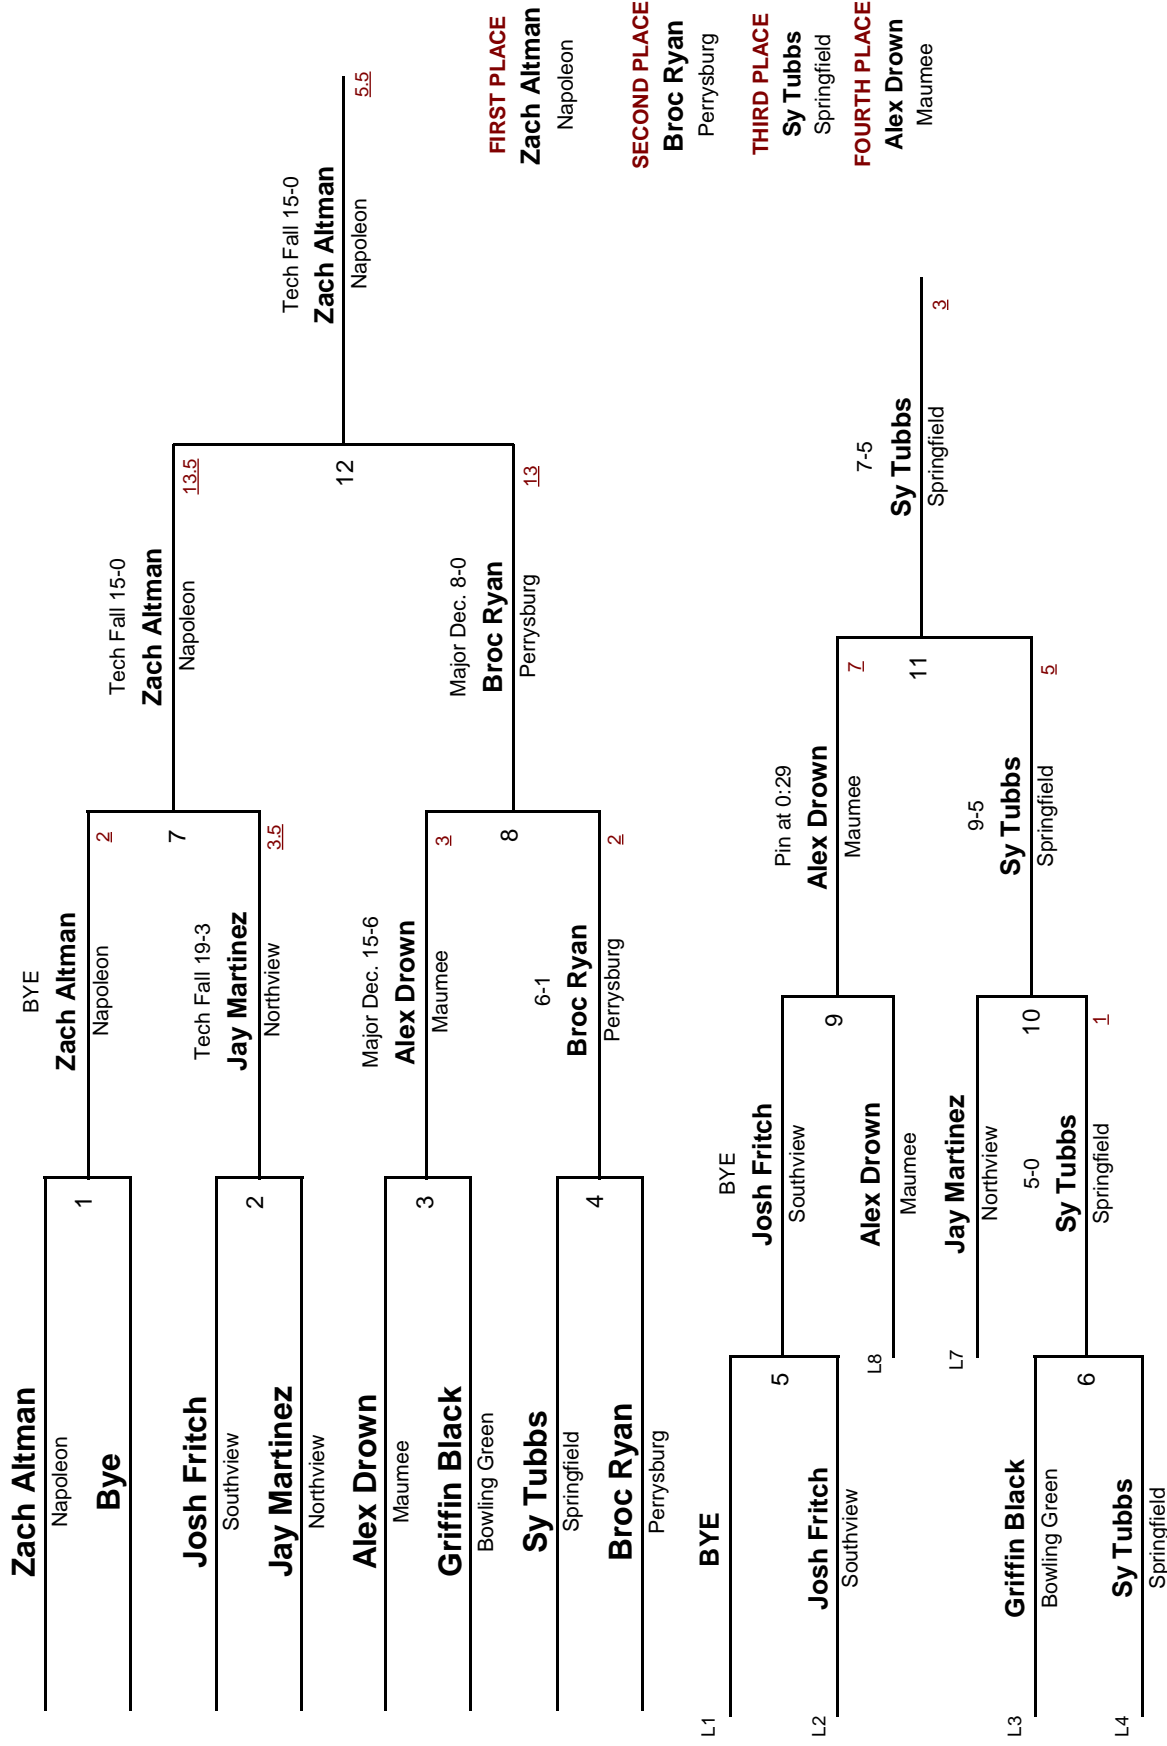 Zach Altman
Napoleon
Bye
1
Josh Fritch
Southview
Jay Martinez
Northview
2
Alex Drown
Maumee
Griffin Black
Bowling Green
3
Sy Tubbs
Springfield
Broc Ryan
Perrysburg
4
BYE
Zach Altman
Napoleon
2
7
Tech Fall 19-3
Jay Martinez
Northview
3.5
Major Dec. 15-6
Alex Drown
Maumee
3
8
6-1
Broc Ryan
Perrysburg
2
Tech Fall 15-0
Zach Altman
Napoleon
13.5
12
Major Dec. 8-0
Broc Ryan
Perrysburg
13
Tech Fall 15-0
Zach Altman
Napoleon
5.5
L1
BYE
5
L2
Josh Fritch
Southview
L3
Griffin Black
Bowling Green
6
L4
Sy Tubbs
Springfield
BYE
Josh Fritch
Southview
9
L8
Alex Drown
Maumee
L7
Jay Martinez
Northview
10
5-0
Sy Tubbs
Springfield
1
Pin at 0:29
Alex Drown
Maumee
7
11
9-5
Sy Tubbs
Springfield
5
7-5
Sy Tubbs
Springfield
3
FIRST PLACE
Zach Altman
Napoleon
SECOND PLACE
Broc Ryan
Perrysburg
THIRD PLACE
Sy Tubbs
Springfield
FOURTH PLACE
Alex Drown
Maumee